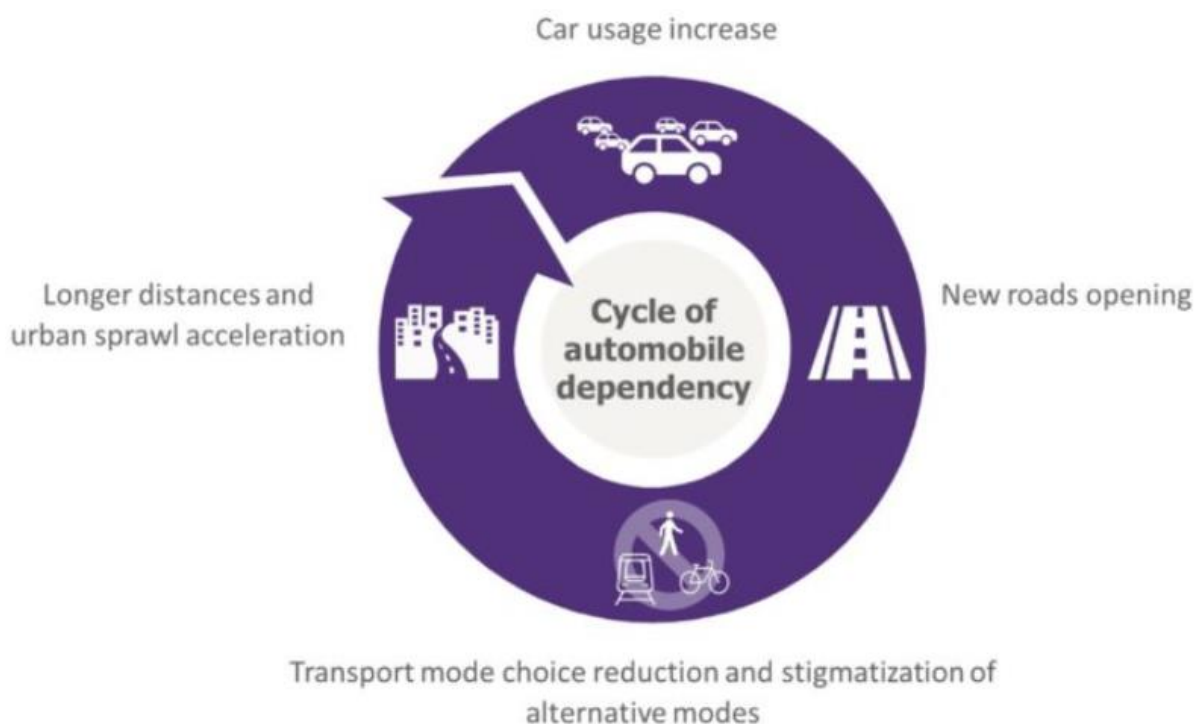 Car usage increase
Longer distances and
urban sprawl acceleration
Cycle of
automobile
dependency
New roads opening
Transport mode choice reduction and stigmatization of
alternative modes